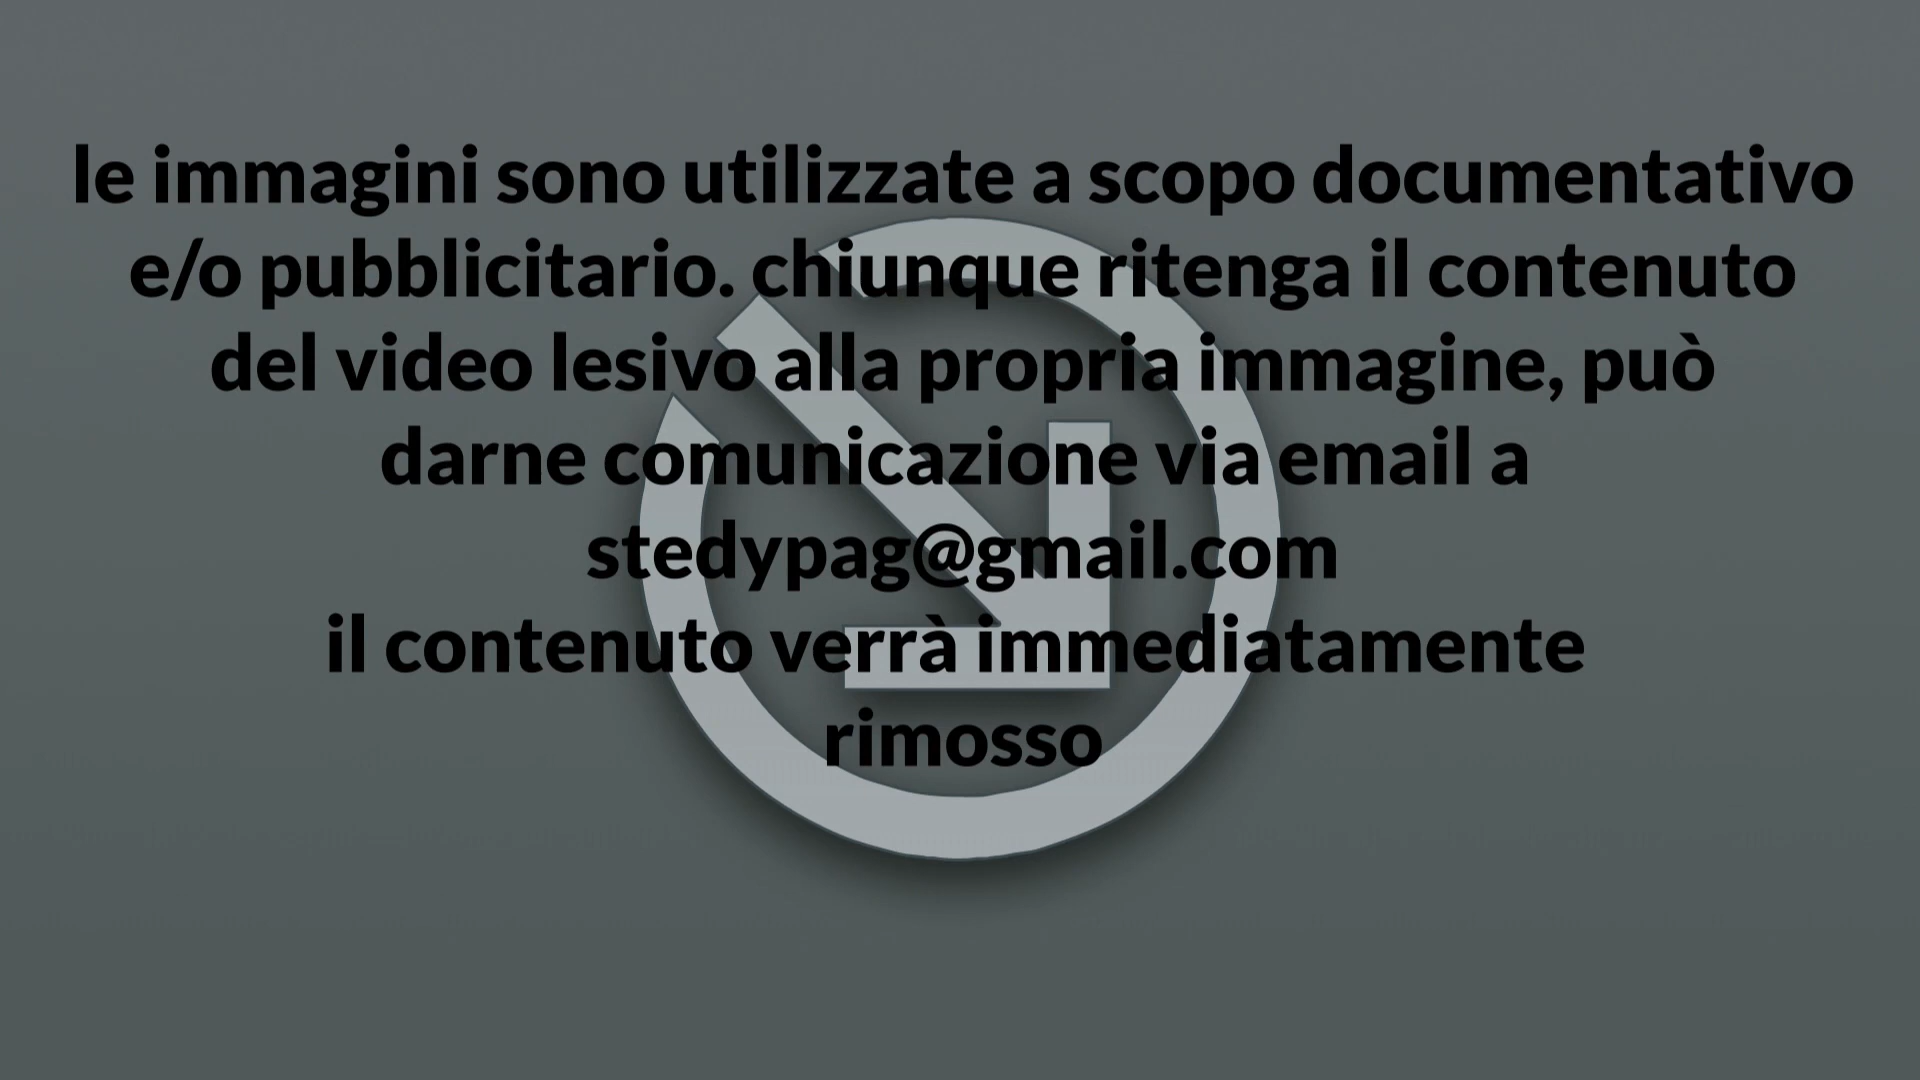 le immagini sono utilizzate a scopo documentativo
e/o pubblicitario. chiunque ritenga il contenuto
del video lesivo alla propria immagine, può
darne comunicazione via email a
stedypag@gmail.com
il contenuto verrà immediatamente
rimosso